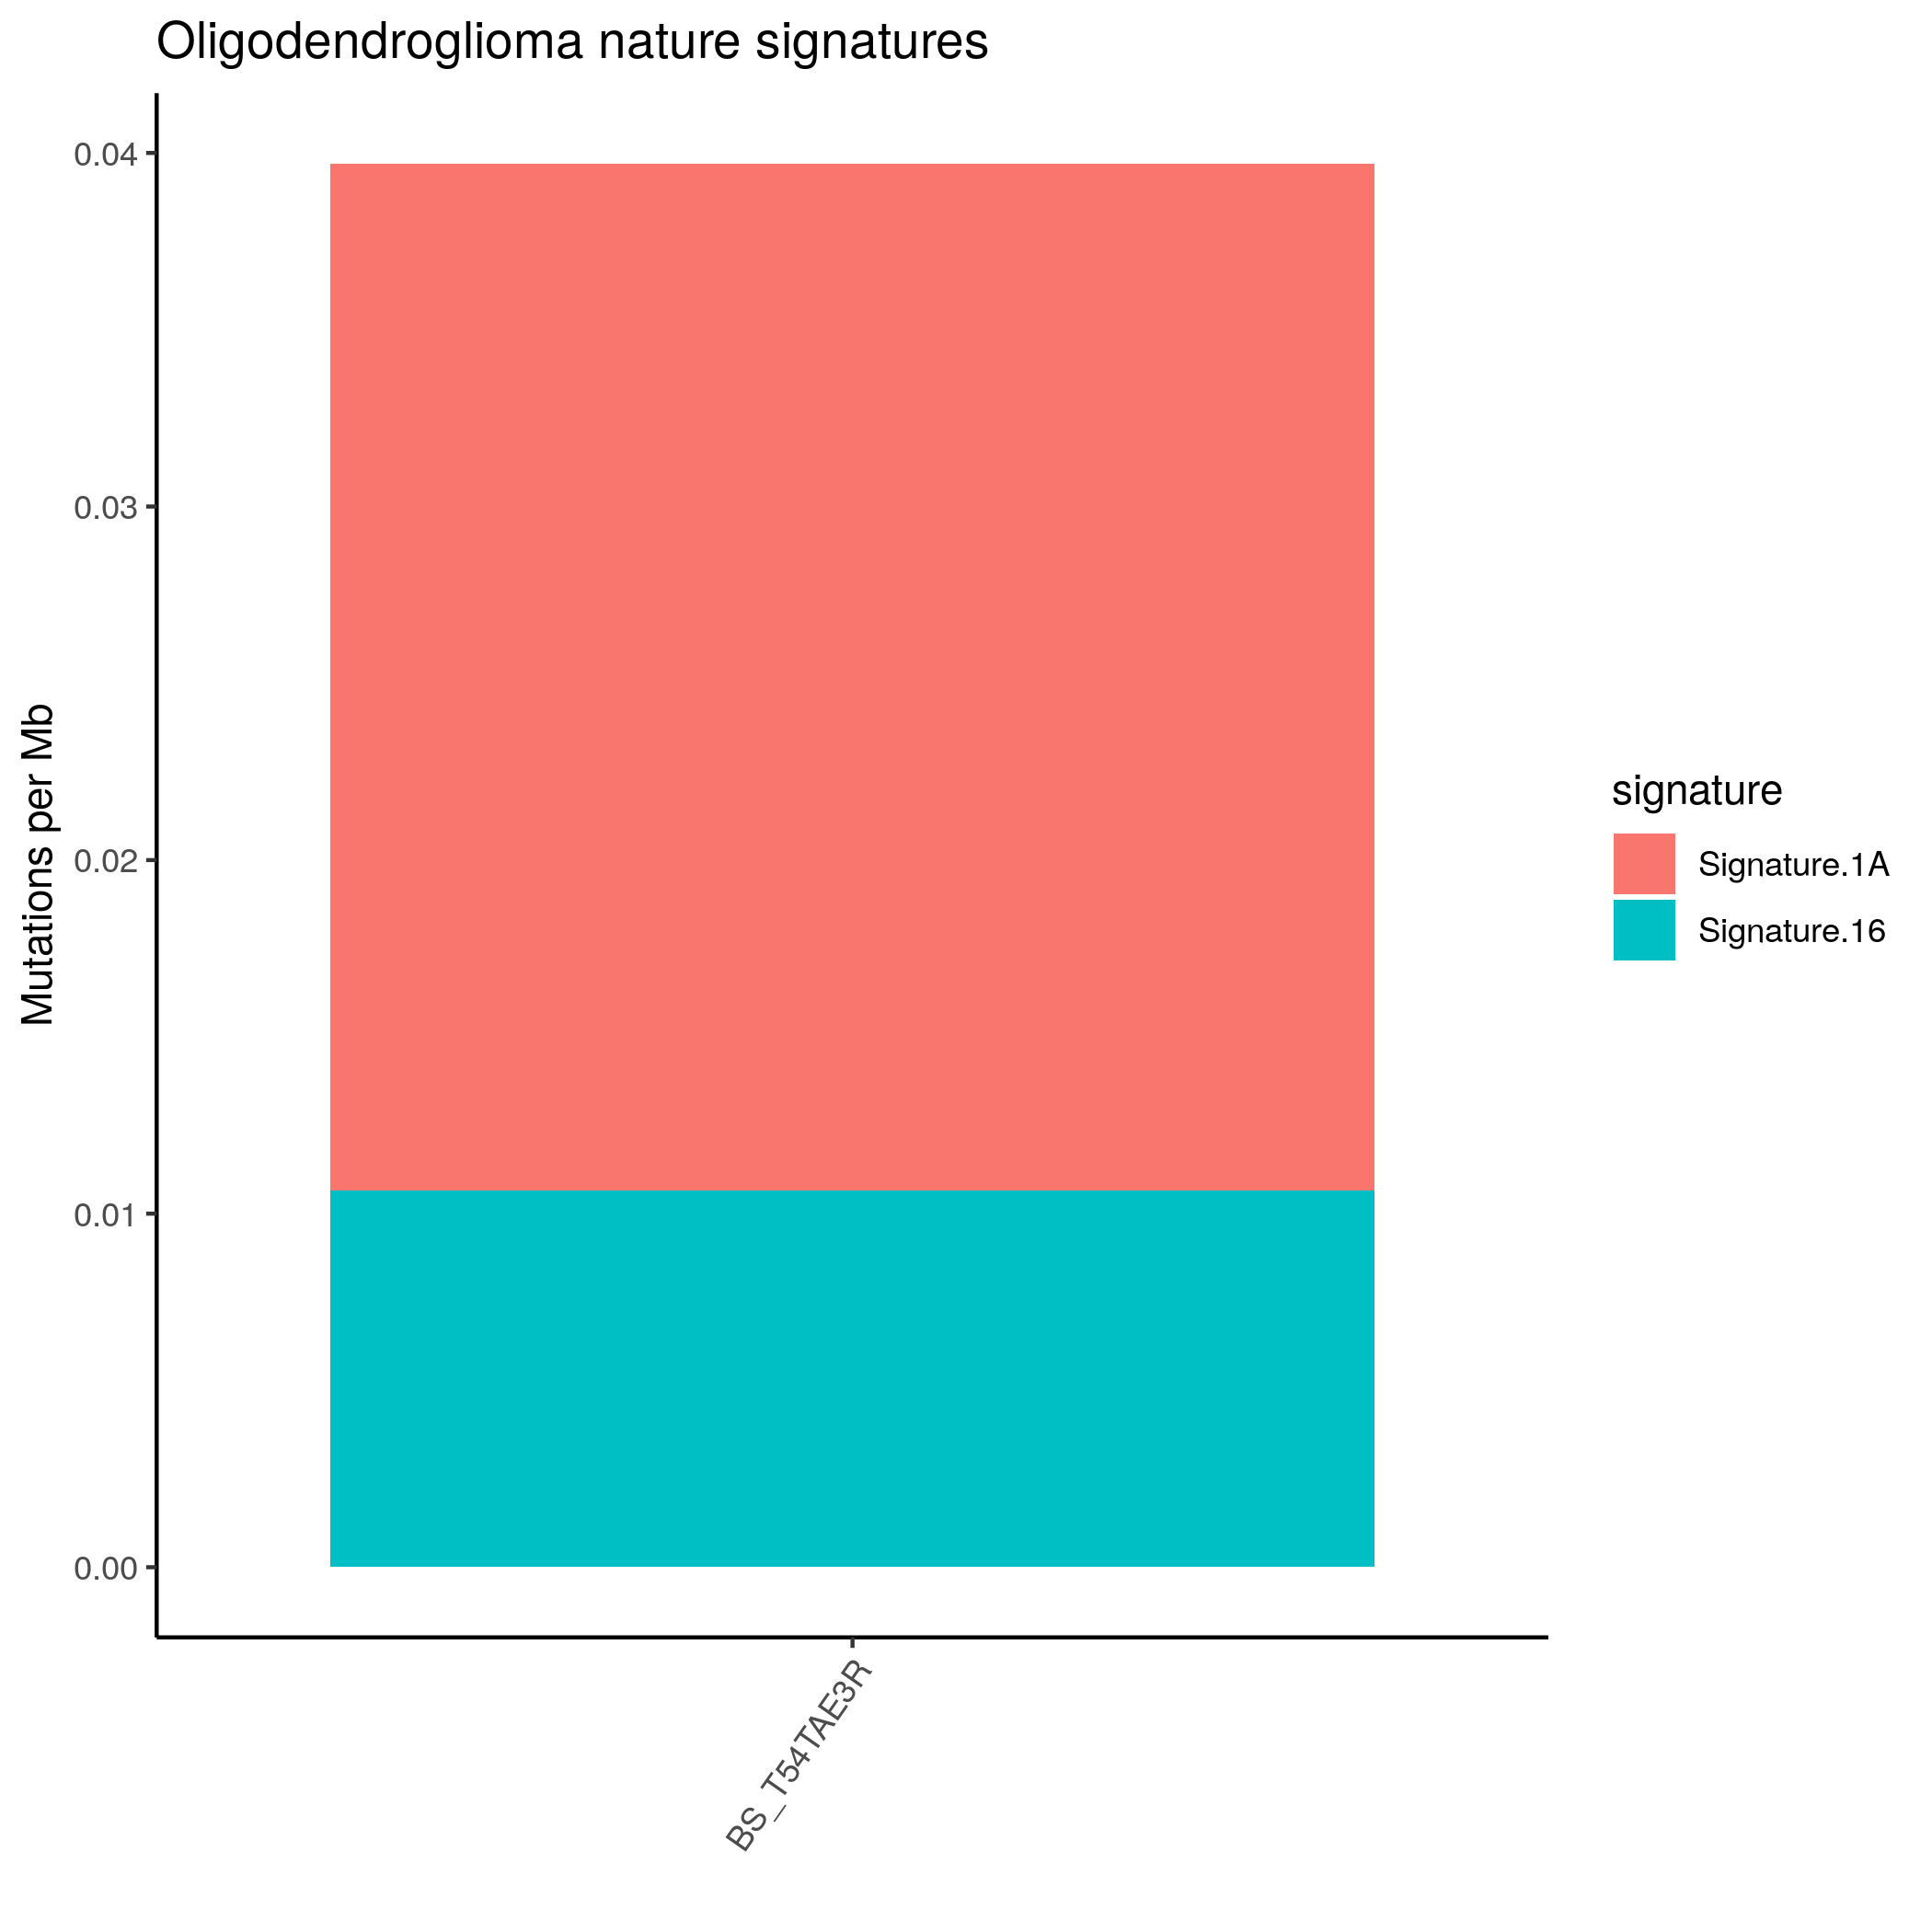 Oligodendroglioma nature signatures
Mutations per Mb
0.04
0.03
0.02
0.01
0.00
BS_T54TAE3R
signature
Signature.1A
Signature.16